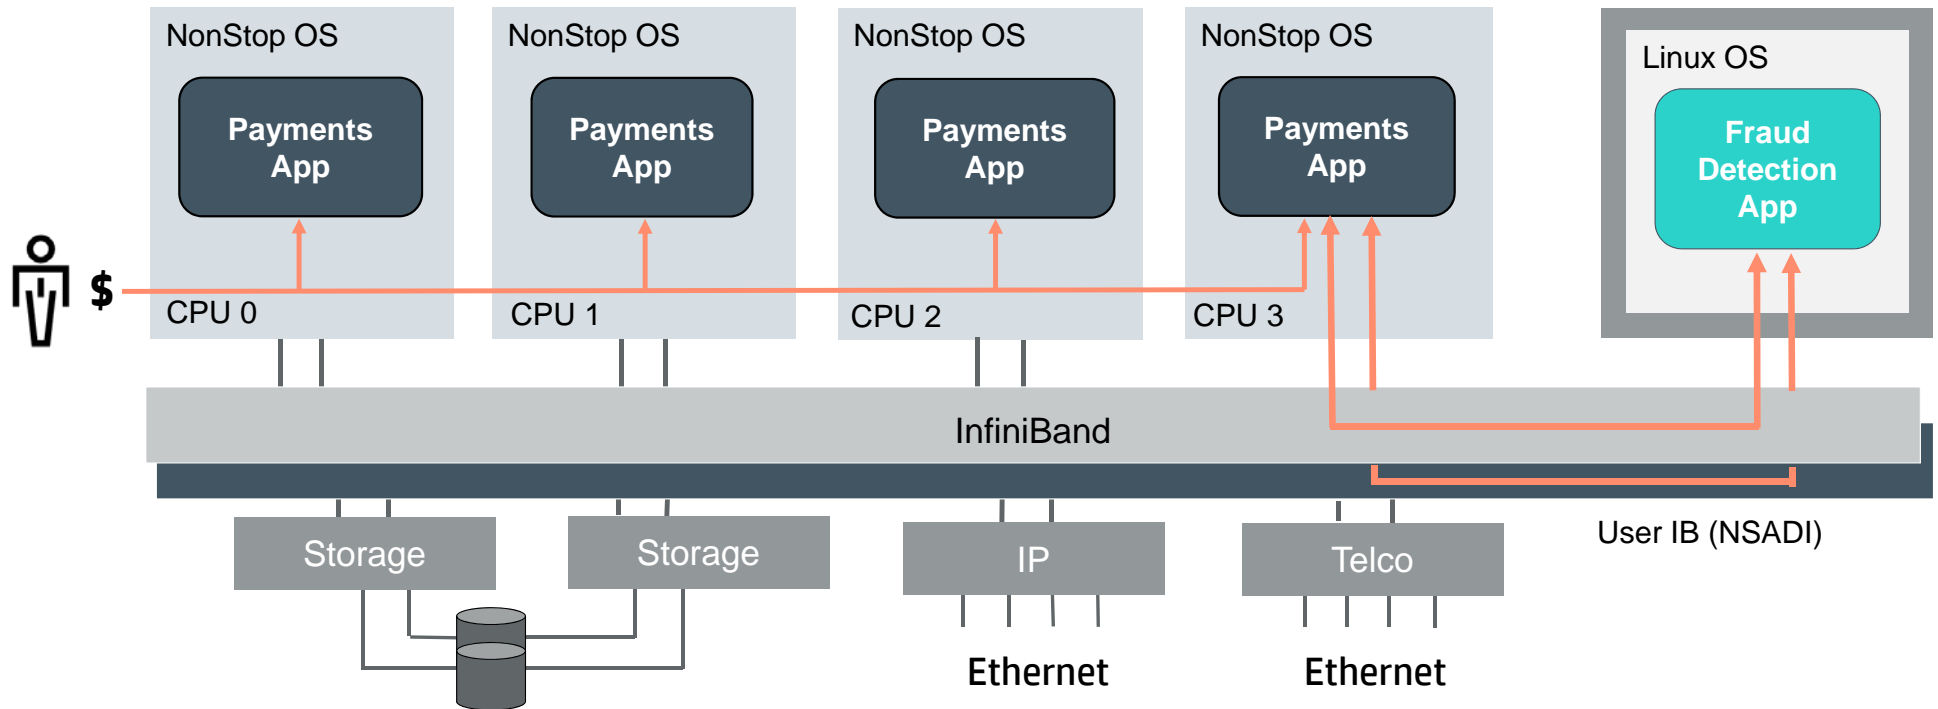 NonStop OS
NonStop OS
NonStop OS
NonStop OS
Linux OS
Payments
App
Payments
App
Payments
App
Payments
App
Fraud
Detection
App
$
CPU 0
CPU 1
CPU 2
CPU 3
InfiniBand
User IB (NSADI)
Storage
Storage
IP
Telco
Ethernet
Ethernet